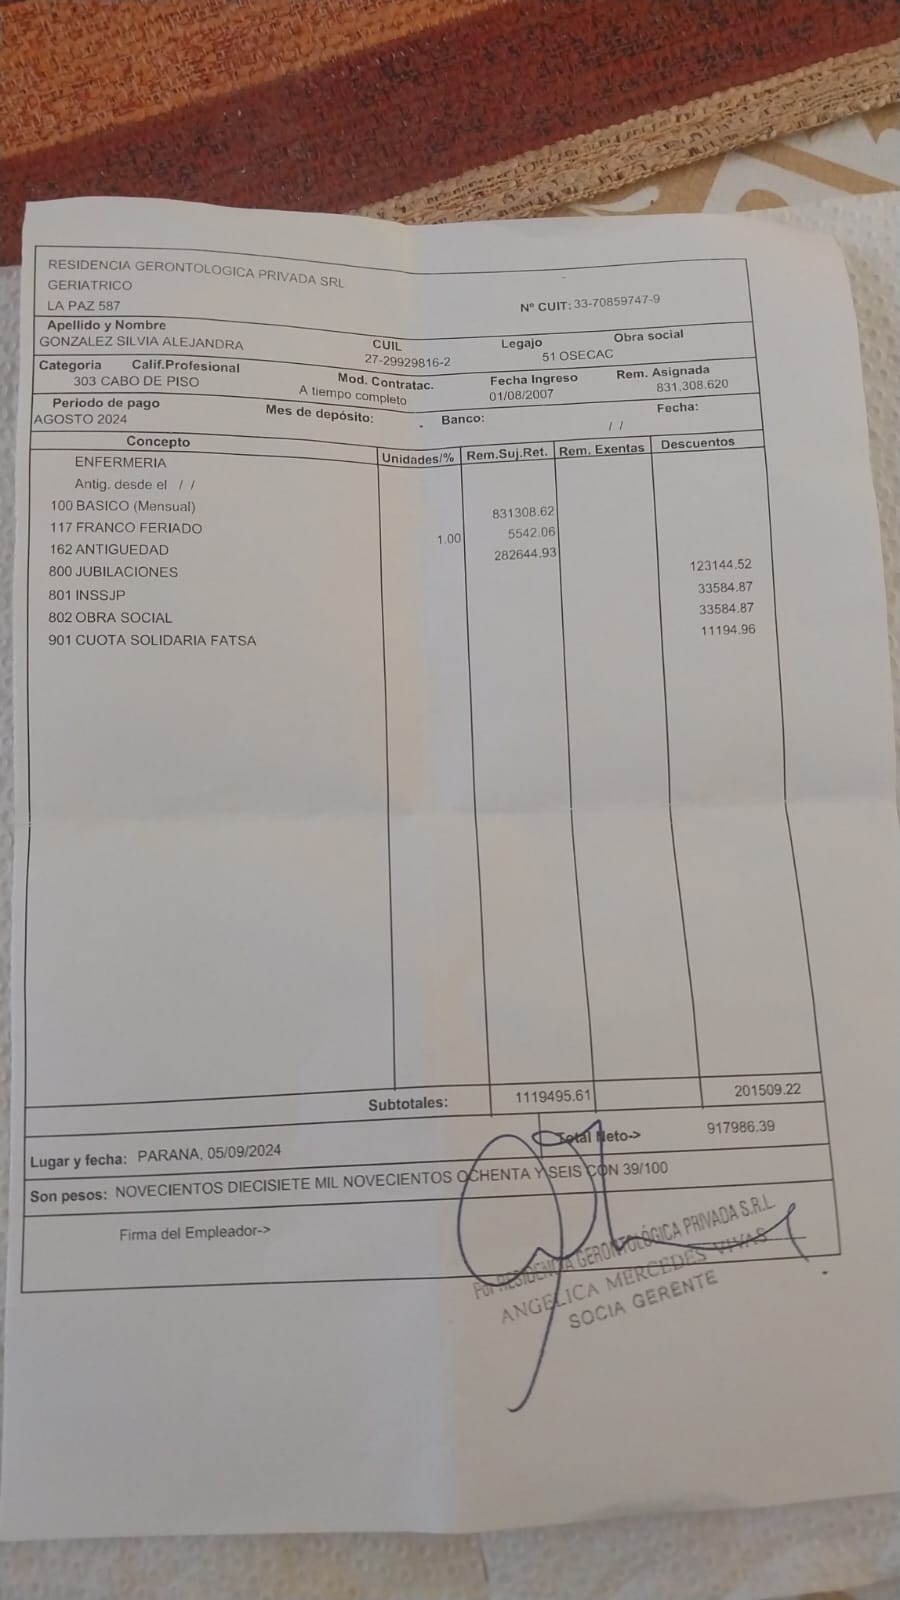 RESIDENCIA GERONTOLOGICA PRIVADA SRL
GERIATRICO
LA PAZ 587
Nº CUIT: 33-70859747-9
Apellido y Nombre CUIL Legajo Obra social
GONZALEZ SILVIA ALEJANDRA 27-29929816-2 51 OSECAC
Categoria Calif.Profesional Mod. Contratac. Fecha Ingreso Rem. Asignada
303 CABO DE PISO A tiempo completo 01/08/2007 831,308.620
Periodo de pago Mes de depósito: Banco: Fecha:
AGOSTO 2024 / /
Concepto Unidades/% Rem.Suj.Ret. Rem. Exentas Descuentos
ENFERMERIA
Antig. desde el / /
100 BASICO (Mensual) 831308.62
117 FRANCO FERIADO 1.00 5542.06
162 ANTIGUEDAD 282644.93
800 JUBILACIONES 123144.52
801 INSSJP 33584.87
802 OBRA SOCIAL 33584.87
901 CUOTA SOLIDARIA FATSA 11194.96
Subtotales: 1119495.61 201509.22
Total Neto-> 917986.39
Lugar y fecha: PARANA, 05/09/2024
Son pesos: NOVECIENTOS DIECISIETE MIL NOVECIENTOS OCHENTA Y SEIS CON 39/100
Firma del Empleador->
Por RESIDENCIA GERONTOLÓGICA PRIVADA S.R.L.
ANGELICA MERCEDES VIVAS
SOCIA GERENTE